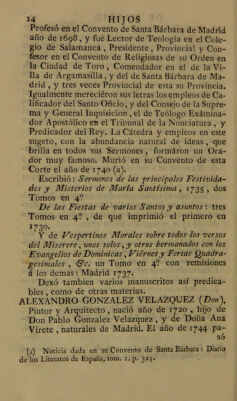 14 HIJOS
Profesó en el Convento de Santa Bárbara de Madrid
año de 1698, y fué Lector de Teología en el Cole-
gio de Salamanca, Presidente, Provincial y Con-
fesor en el Convento de Religiosas de su Orden en
la Ciudad de Toro, Comendador en el de la Vi-
lla de Argamasilla, y del de Santa Bárbara de Ma-
drid, y tres veces Provincial de esta su Provincia.
Igualmente merecieron sus letras los empleos de Ca-
lificador del Santo Oficio, y del Consejo de la Supre-
ma y General Inquisicion, el de Teólogo Exâmina-
dor Apostólico en el Tribunal de la Nunciatura, y
Predicador del Rey. La Cátedra y empleos en este
sugeto, con la abundancia natural de ideas, que
brilla en todos sus Sermones, formáron un Ora-
dor muy famoso. Murió en su Convento de esta
Corte el año de 1740 (a).
Escribió: Sermones de las principales Festivida-
des y Misterios de María Santísima, 1735, dos
Tomos en 4º
De las Fiestas de varios Santos y asuntos: tres
Tomos en 4º, de que imprimió el primero en
1730.
Y de Vespertinos Morales sobre todos los versos
del Miserere, unos solos, y otros hermanados con los
Evangelios de Dominicas, Viérnes y Ferias Quadra-
gesimales, &c. un Tomo en 4º con remisiones
á los demas: Madrid 1737.
Dexó tambien varios manuscritos así predica-
bles, como de otras materias.
ALEXANDRO GONZALEZ VELAZQUEZ (Don),
Pintor y Arquitecto, nació año de 1720, hijo de
Don Pablo Gonzalez Velazquez, y de Doña Ana
Virete, naturales de Madrid. El año de 1744 pa-
só
(a) Noticia dada en su Convento de Santa Bárbara: Diario
de los Literatos de España, tom. 1. p. 325.